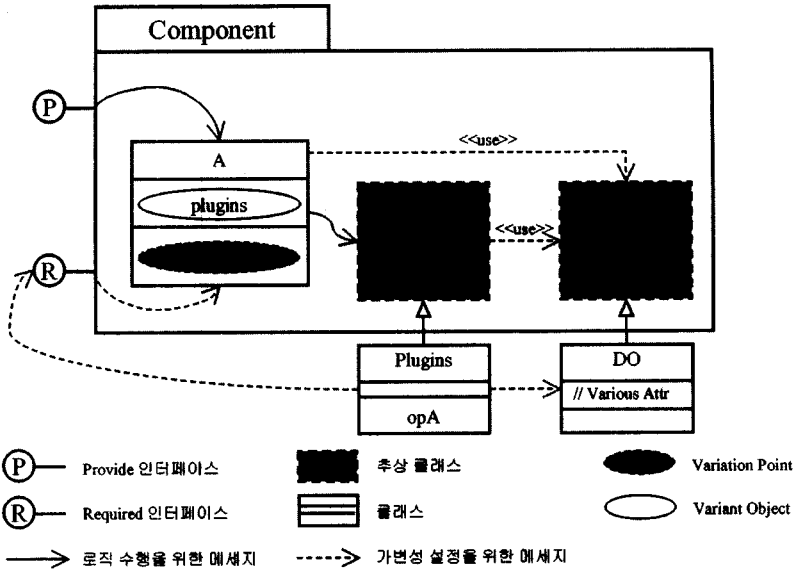 Component
P
<<use>>
A
plugins
<<use>>
R
Plugins
opA
DO
// Various Attr
P Provide 인터페이스
추상 클래스
Variation Point
R Required 인터페이스
클래스
Variant Object
로직 수행을 위한 메세지
가변성 설정을 위한 메세지